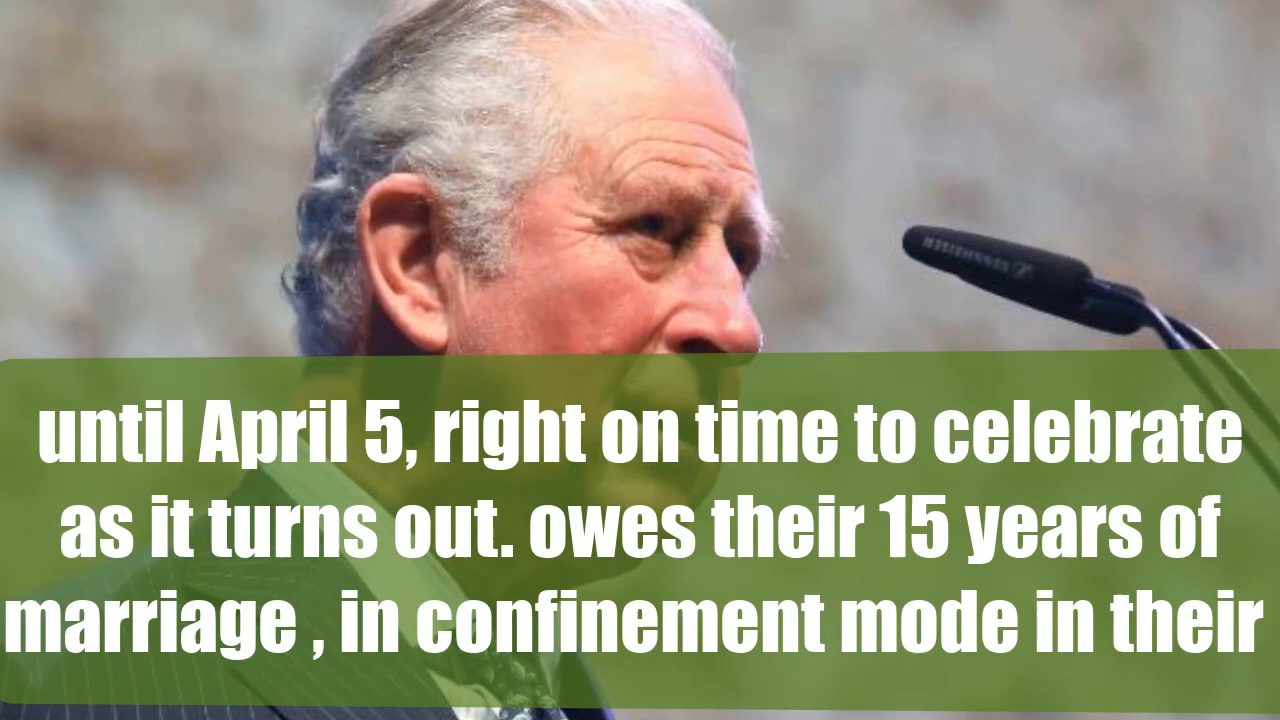 SENNHEISER
until April 5, right on time to celebrate
as it turns out. owes their 15 years of
marriage , in confinement mode in their